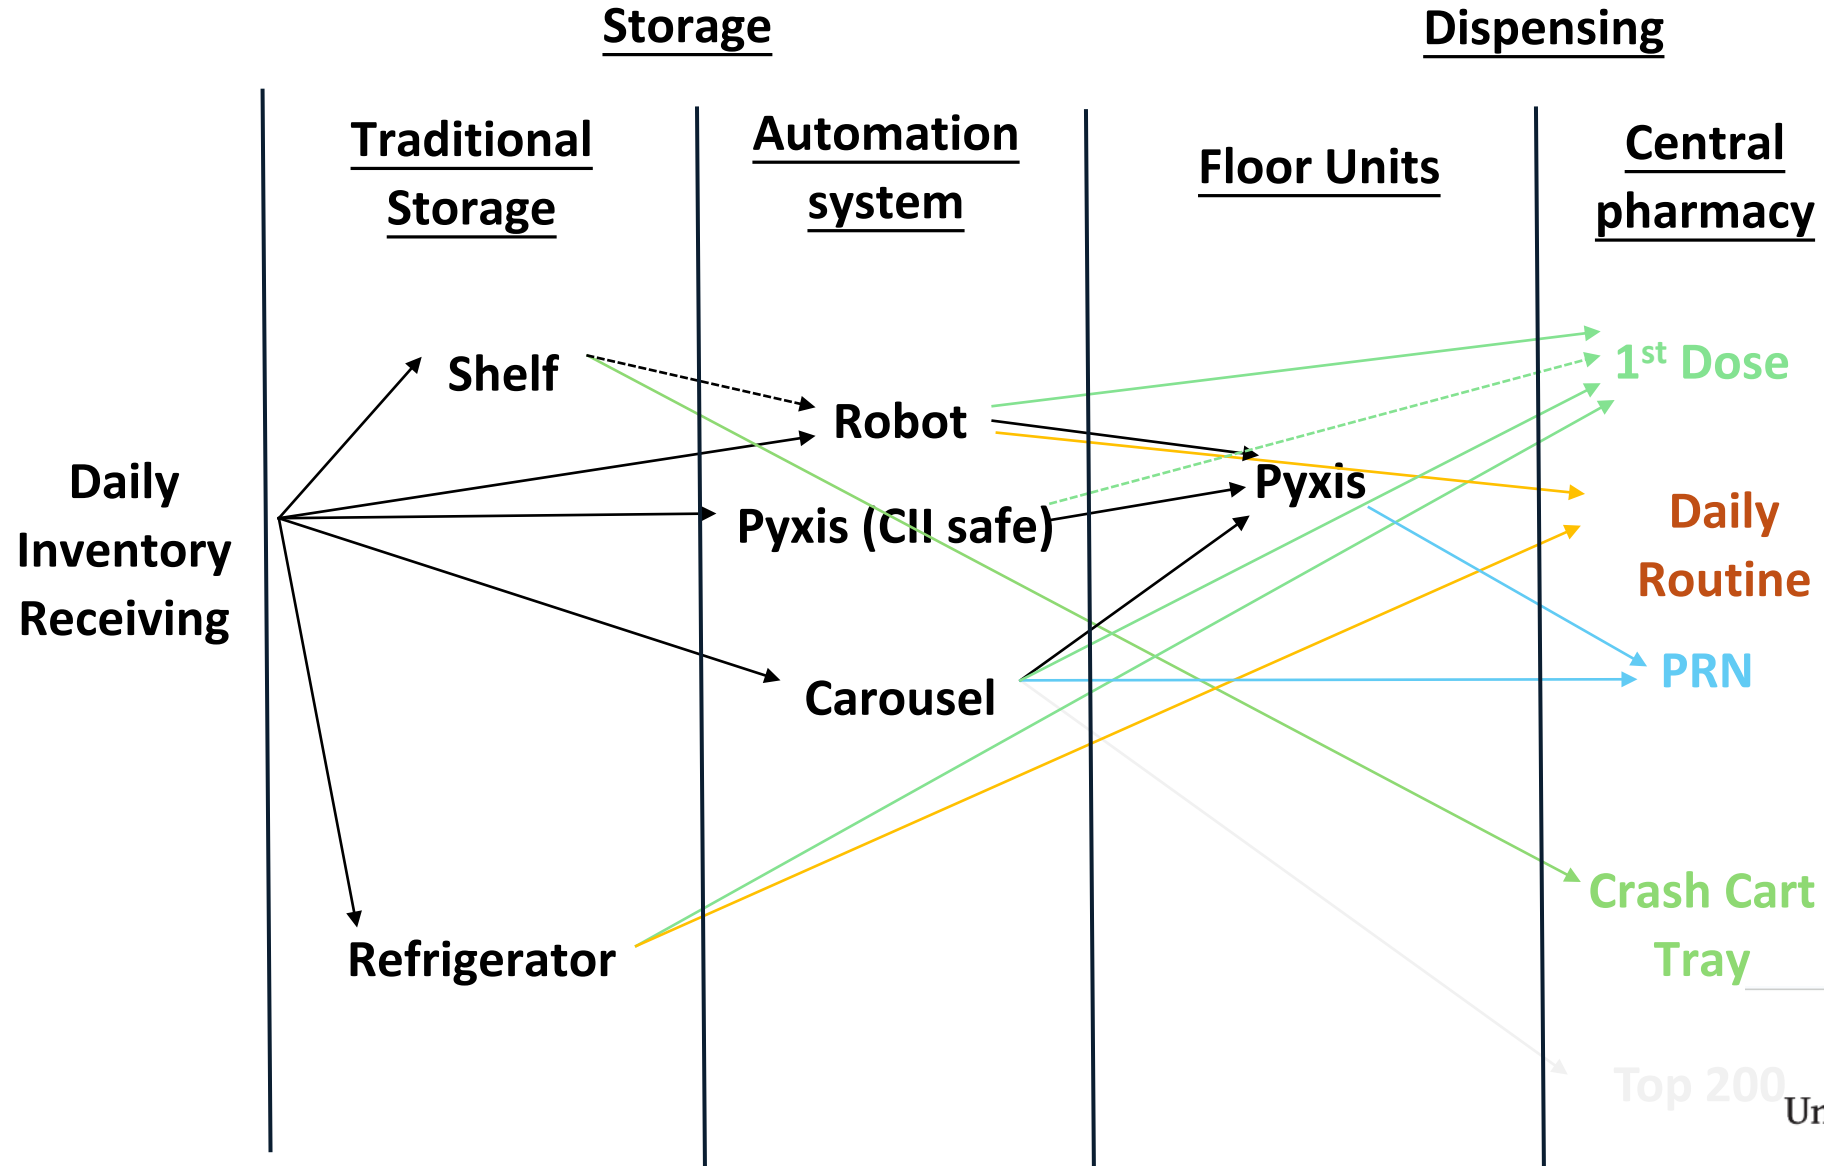 Storage
Dispensing
Traditional
Storage
Automation
system
Floor Units
Central
pharmacy
Daily
Inventory
Receiving
Shelf
Refrigerator
Robot
Pyxis (CII safe)
Carousel
Pyxis
1st Dose
Daily
Routine
PRN
Crash Cart
Tray
Top 200
Un